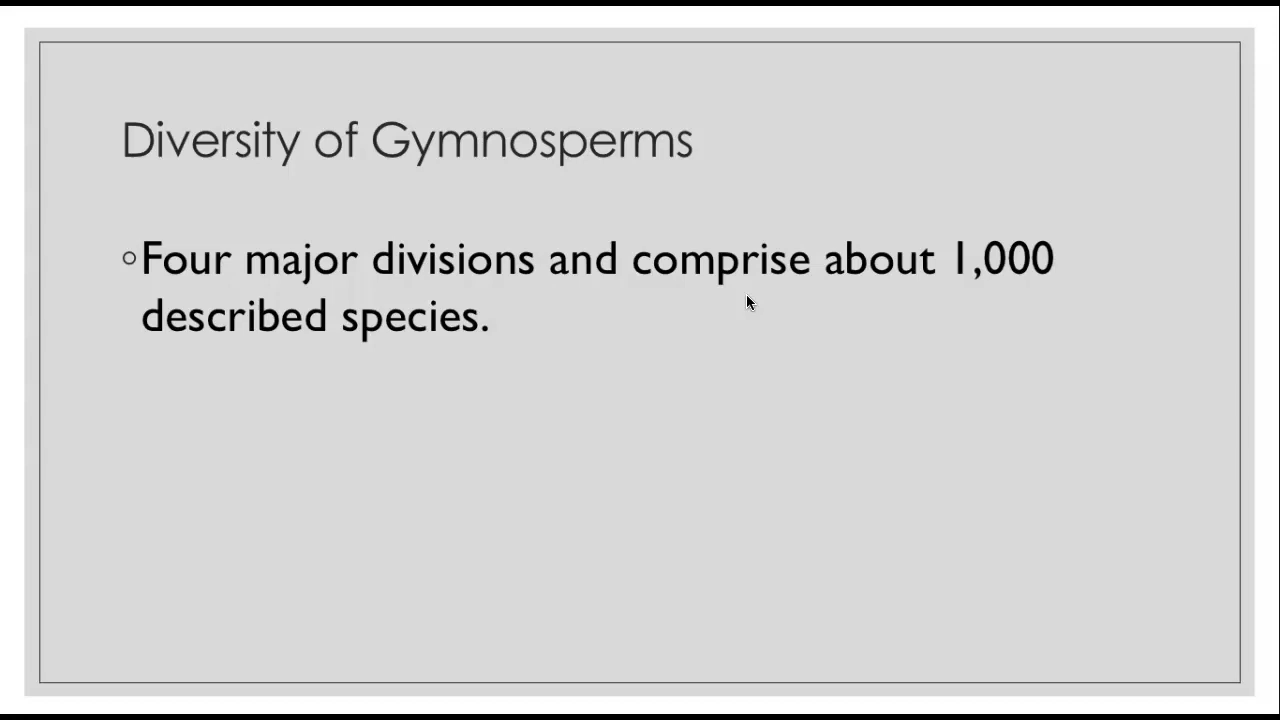 Diversity of Gymnosperms
◦Four major divisions and comprise about 1,000
described species.